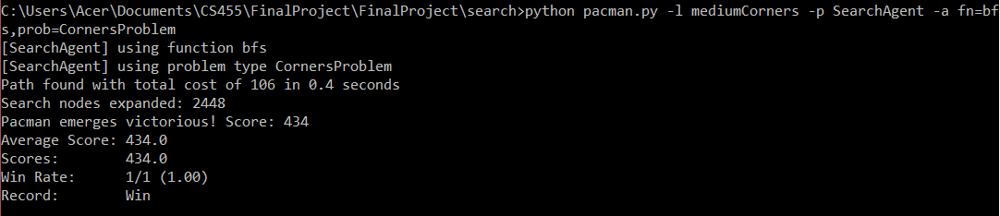 C:\Users\Acer\Documents\CS455\FinalProject\FinalProject\search>python pacman.py -l mediumCorners -p SearchAgent -a fn=bf
s,prob=CornersProblem
[SearchAgent] using function bfs
[SearchAgent] using problem type CornersProblem
Path found with total cost of 106 in 0.4 seconds
Search nodes expanded: 2448
Pacman emerges victorious! Score: 434
Average Score: 434.0
Scores:        434.0
Win Rate:      1/1 (1.00)
Record:        Win